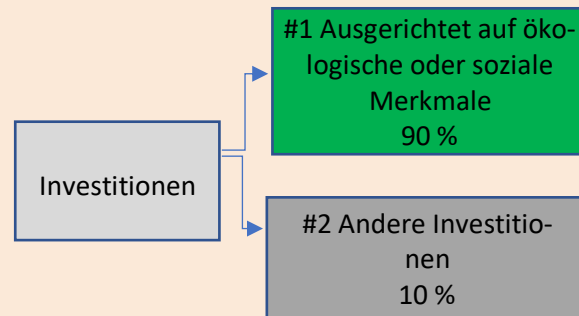 #1 Ausgerichtet auf öko-
logische oder soziale
Merkmale
90 %
Investitionen
#2 Andere Investitio-
nen
10 %